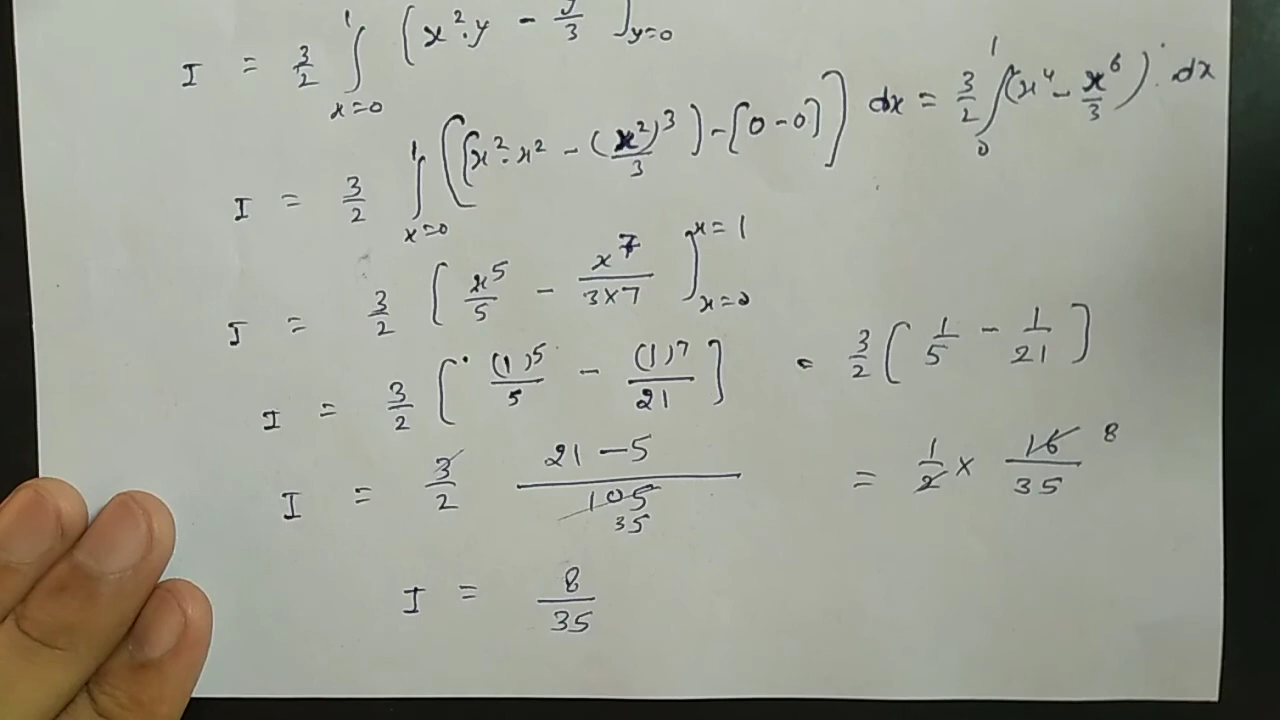 I = 3/2 ∫_{x=0}^{1} [x²·y - y/3]_{y=0}
I = 3/2 ∫_{x=0}^{1} [[x²·x² - (x²)³/3] - [0-0]] dx = 3/2 ∫_{0}^{1} (x⁴ - x⁶/3) · dx
I = 3/2 [x⁵/5 - x⁷/(3×7)]_{x=0}^{x=1}
I = 3/2 [(1)⁵/5 - (1)⁷/21] = 3/2 [1/5 - 1/21]
I = 3/2 (21-5)/105 35 = 1/2 × 16/35 8
I = 8/35